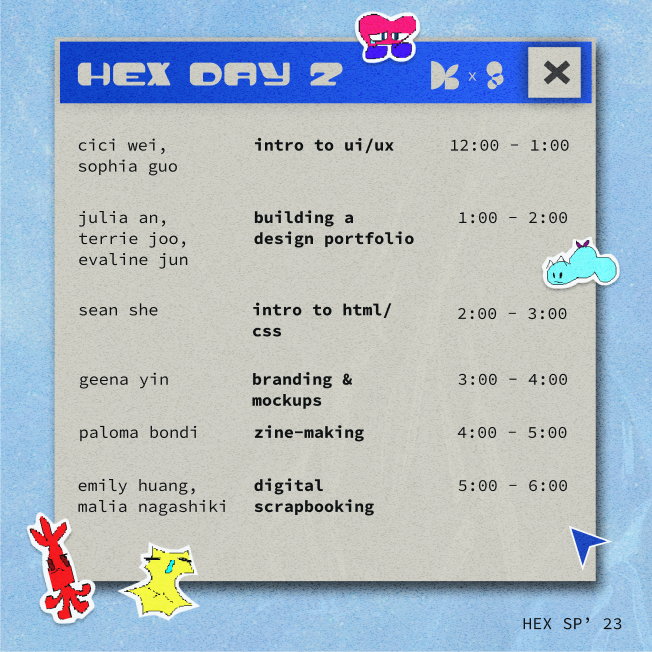 HEX DAY 2
x
cici wei,
sophia guo
intro to ui/ux
12:00 - 1:00
julia an,
terrie joo,
evaline jun
building a
design portfolio
1:00 - 2:00
sean she
intro to html/
css
2:00 - 3:00
geena yin
branding &
mockups
3:00 - 4:00
paloma bondi
zine-making
4:00 - 5:00
emily huang,
malia nagashiki
digital
scrapbooking
5:00 - 6:00
HEX SP’ 23